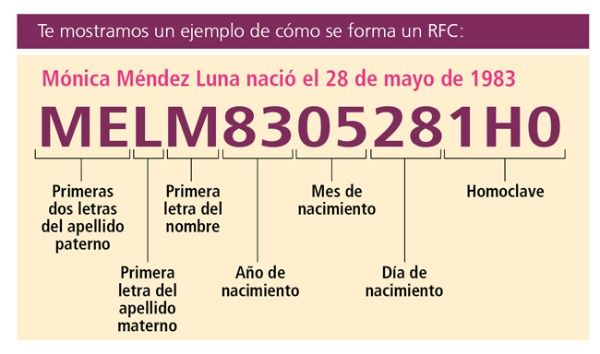 Te mostramos un ejemplo de cómo se forma un RFC:
Mónica Méndez Luna nació el 28 de mayo de 1983
MELM8305281H0
Primeras
dos letras
del apellido
paterno
Primera
letra del
apellido
materno
Primera
letra del
nombre
Año de
nacimiento
Mes de
nacimiento
Día de
nacimiento
Homoclave